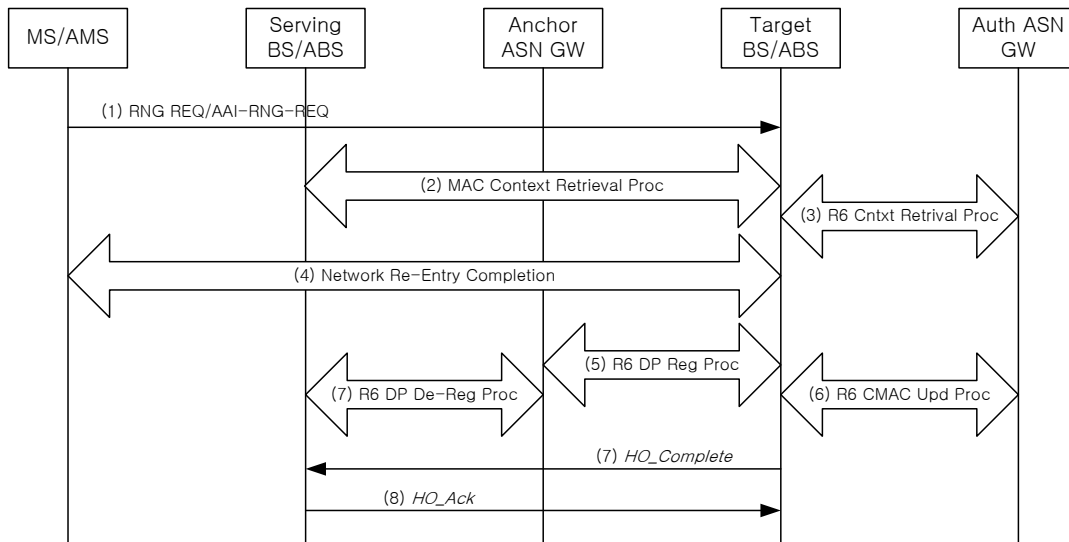 MS/AMS
Serving
BS/ABS
Anchor
ASN GW
Target
BS/ABS
Auth ASN
GW
(1) RNG REQ/AAI-RNG-REQ
(2) MAC Context Retrieval Proc
(3) R6 Cntxt Retrival Proc
(4) Network Re-Entry Completion
(5) R6 DP Reg Proc
(7) R6 DP De-Reg Proc
(6) R6 CMAC Upd Proc
(7) HO_Complete
(8) HO_Ack